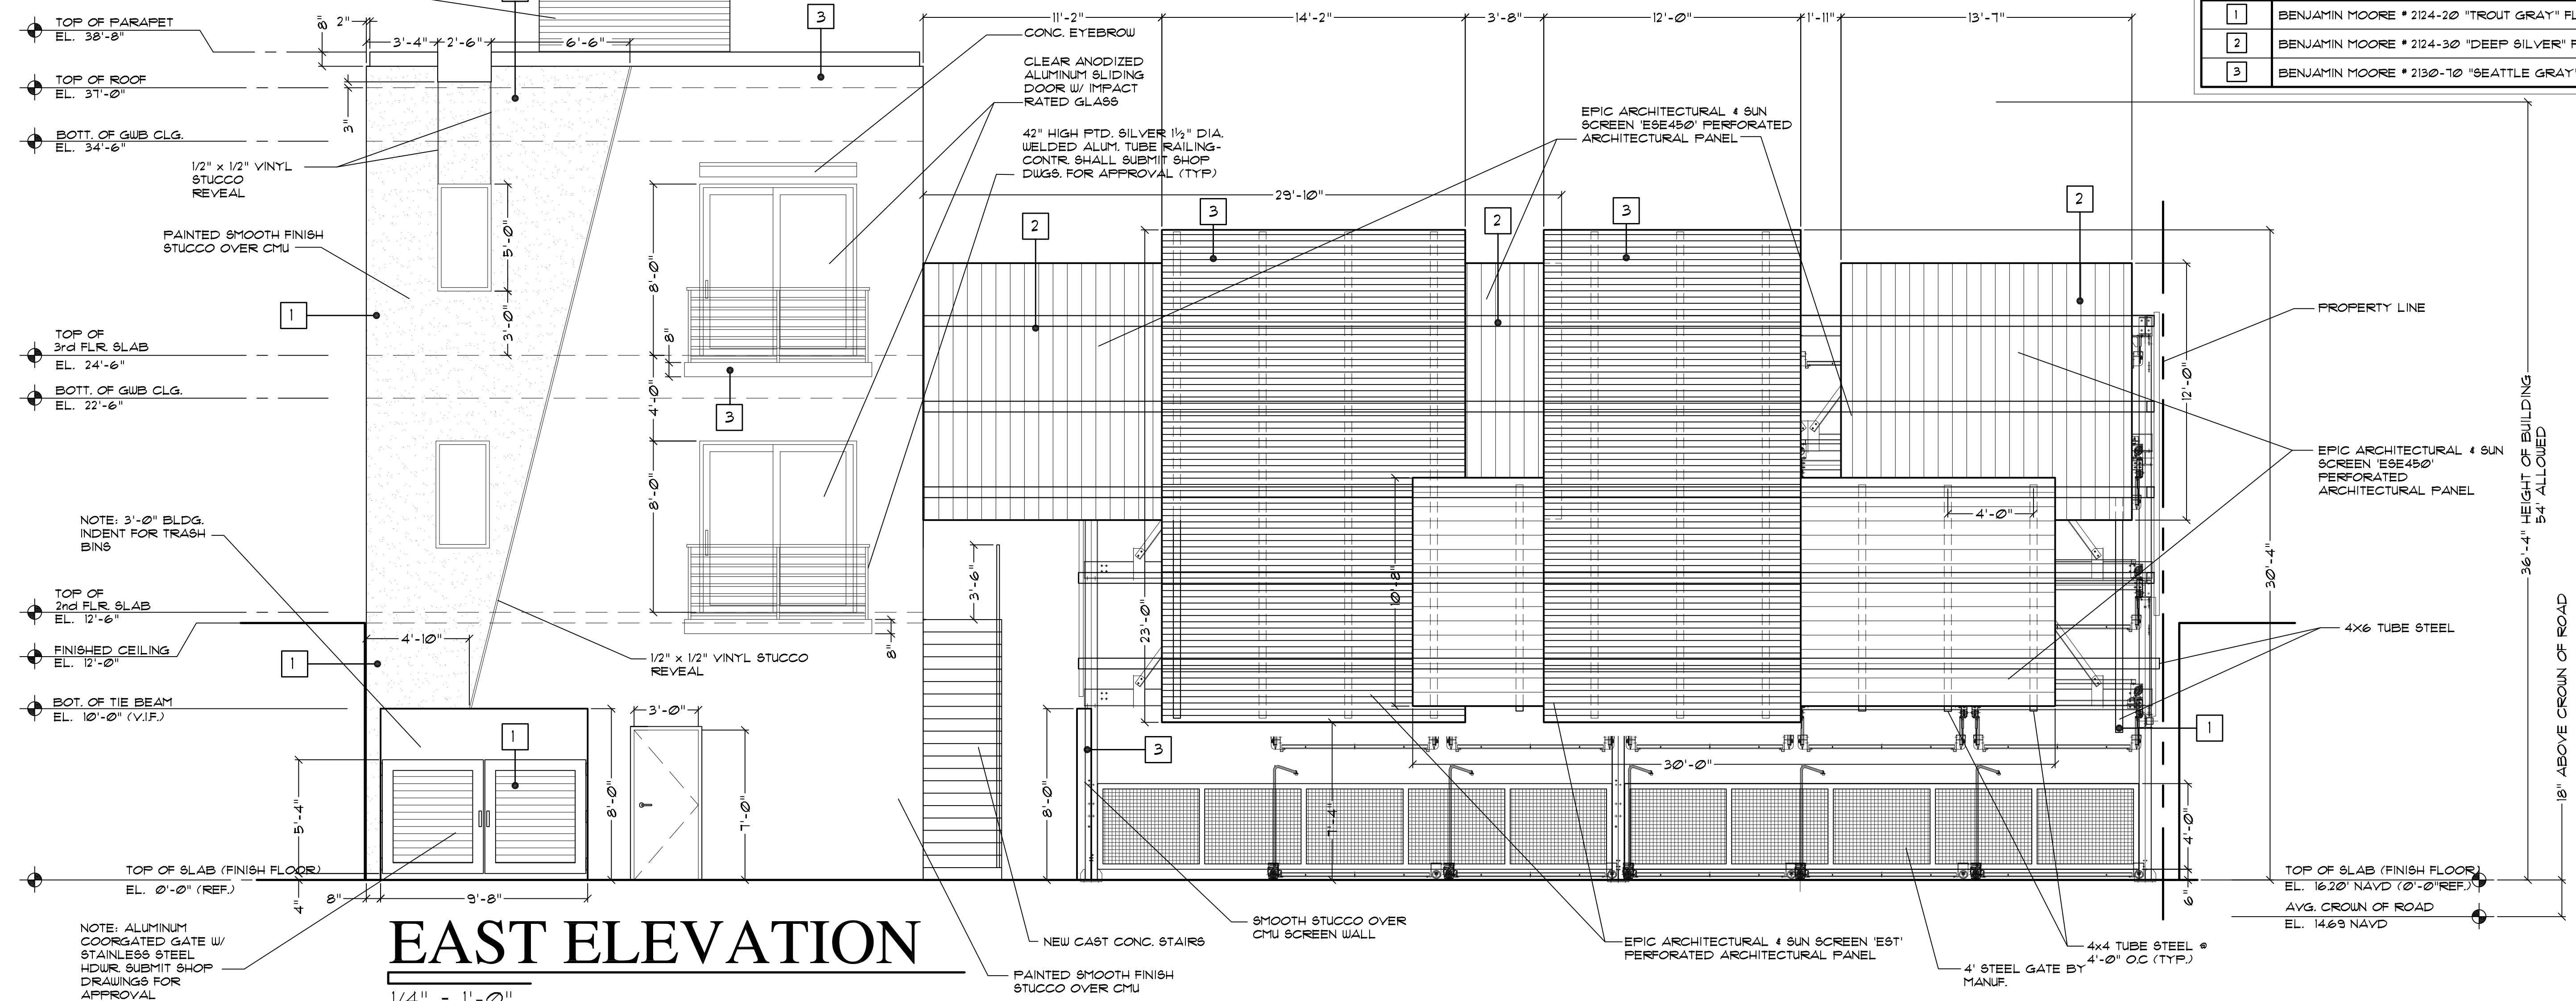 TOP OF PARAPET
EL. 38'-8"
TOP OF ROOF
EL. 37'-0"
BOTT. OF GWB CLG.
EL. 34'-6"
1/2" x 1/2" VINYL
STUCCO
REVEAL
PAINTED SMOOTH FINISH
STUCCO OVER CMU
1
TOP OF
3rd FLR. SLAB
EL. 24'-6"
BOTT. OF GWB CLG.
EL. 22'-6"
NOTE: 3'-0" BLDG.
INDENT FOR TRASH
BINS
TOP OF
2nd FLR. SLAB
EL. 12'-6"
FINISHED CEILING
EL. 12'-0"
1
BOT. OF TIE BEAM
EL. 10'-0" (V.I.F.)
TOP OF SLAB (FINISH FLOOR)
EL. 0'-0" (REF.)
NOTE: ALUMINUM
COORGATED GATE W/
STAINLESS STEEL
HDWR. SUBMIT SHOP
DRAWINGS FOR
APPROVAL
8"
2"
3'-4"
2'-6"
6'-6"
3"
3
5'-0"
3'-0"
8'-0"
8"
4'-0"
8'-0"
8"
3
4'-10"
1/2" x 1/2" VINYL STUCCO
REVEAL
1
3'-0"
5'-4"
8'-0"
7'-0"
4"
8"
9'-8"
CONC. EYEBROW
CLEAR ANODIZED
ALUMINUM SLIDING
DOOR W/ IMPACT
RATED GLASS
42" HIGH PTD. SILVER 1½" DIA.
WELDED ALUM. TUBE RAILING-
CONTR. SHALL SUBMIT SHOP
DWGS. FOR APPROVAL (TYP)
11'-2"
14'-2"
3'-8"
12'-0"
1'-11"
13'-7"
EPIC ARCHITECTURAL & SUN
SCREEN 'ESE450' PERFORATED
ARCHITECTURAL PANEL
29'-10"
2
3
2
3
2
3'-6"
23'-0"
10'-8"
4'-0"
12'-0"
30'-4"
8'-0"
3
7'-4"
30'-0"
1
4'-0"
6"
PROPERTY LINE
EPIC ARCHITECTURAL & SUN
SCREEN 'ESE450'
PERFORATED
ARCHITECTURAL PANEL
4X6 TUBE STEEL
36'-4" HEIGHT OF BUILDING
54' ALLOWED
18" ABOVE CROWN OF ROAD
TOP OF SLAB (FINISH FLOOR)
EL. 16.20' NAVD (0'-0"REF.)
AVG. CROWN OF ROAD
EL. 14.69 NAVD
NEW CAST CONC. STAIRS
SMOOTH STUCCO OVER
CMU SCREEN WALL
PAINTED SMOOTH FINISH
STUCCO OVER CMU
EPIC ARCHITECTURAL & SUN SCREEN 'EST'
PERFORATED ARCHITECTURAL PANEL
4' STEEL GATE BY
MANUF.
4x4 TUBE STEEL @
4'-0" O.C (TYP.)
1 BENJAMIN MOORE # 2124-20 "TROUT GRAY"
2 BENJAMIN MOORE # 2124-30 "DEEP SILVER"
3 BENJAMIN MOORE # 2130-70 "SEATTLE GRAY"
EAST ELEVATION
1/4" = 1'-0"